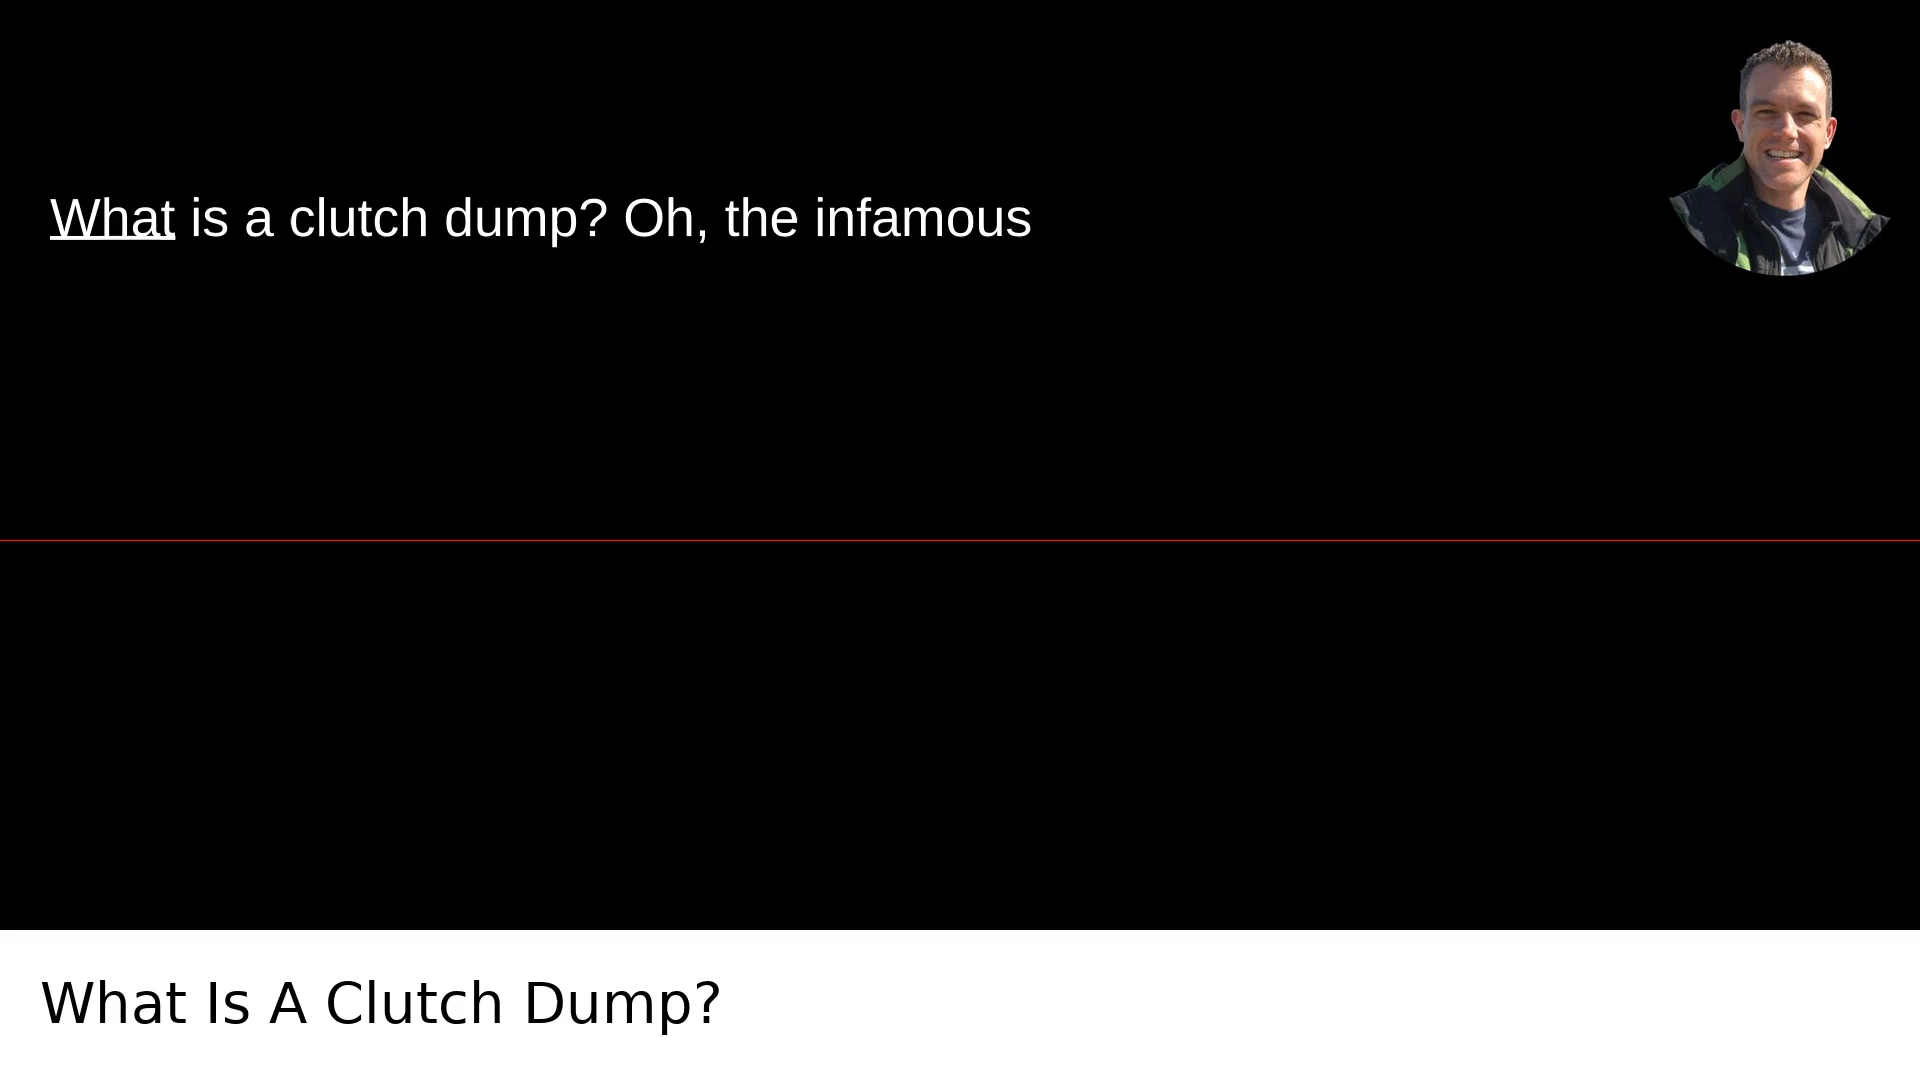 What is a clutch dump? Oh, the infamous
What Is A Clutch Dump?